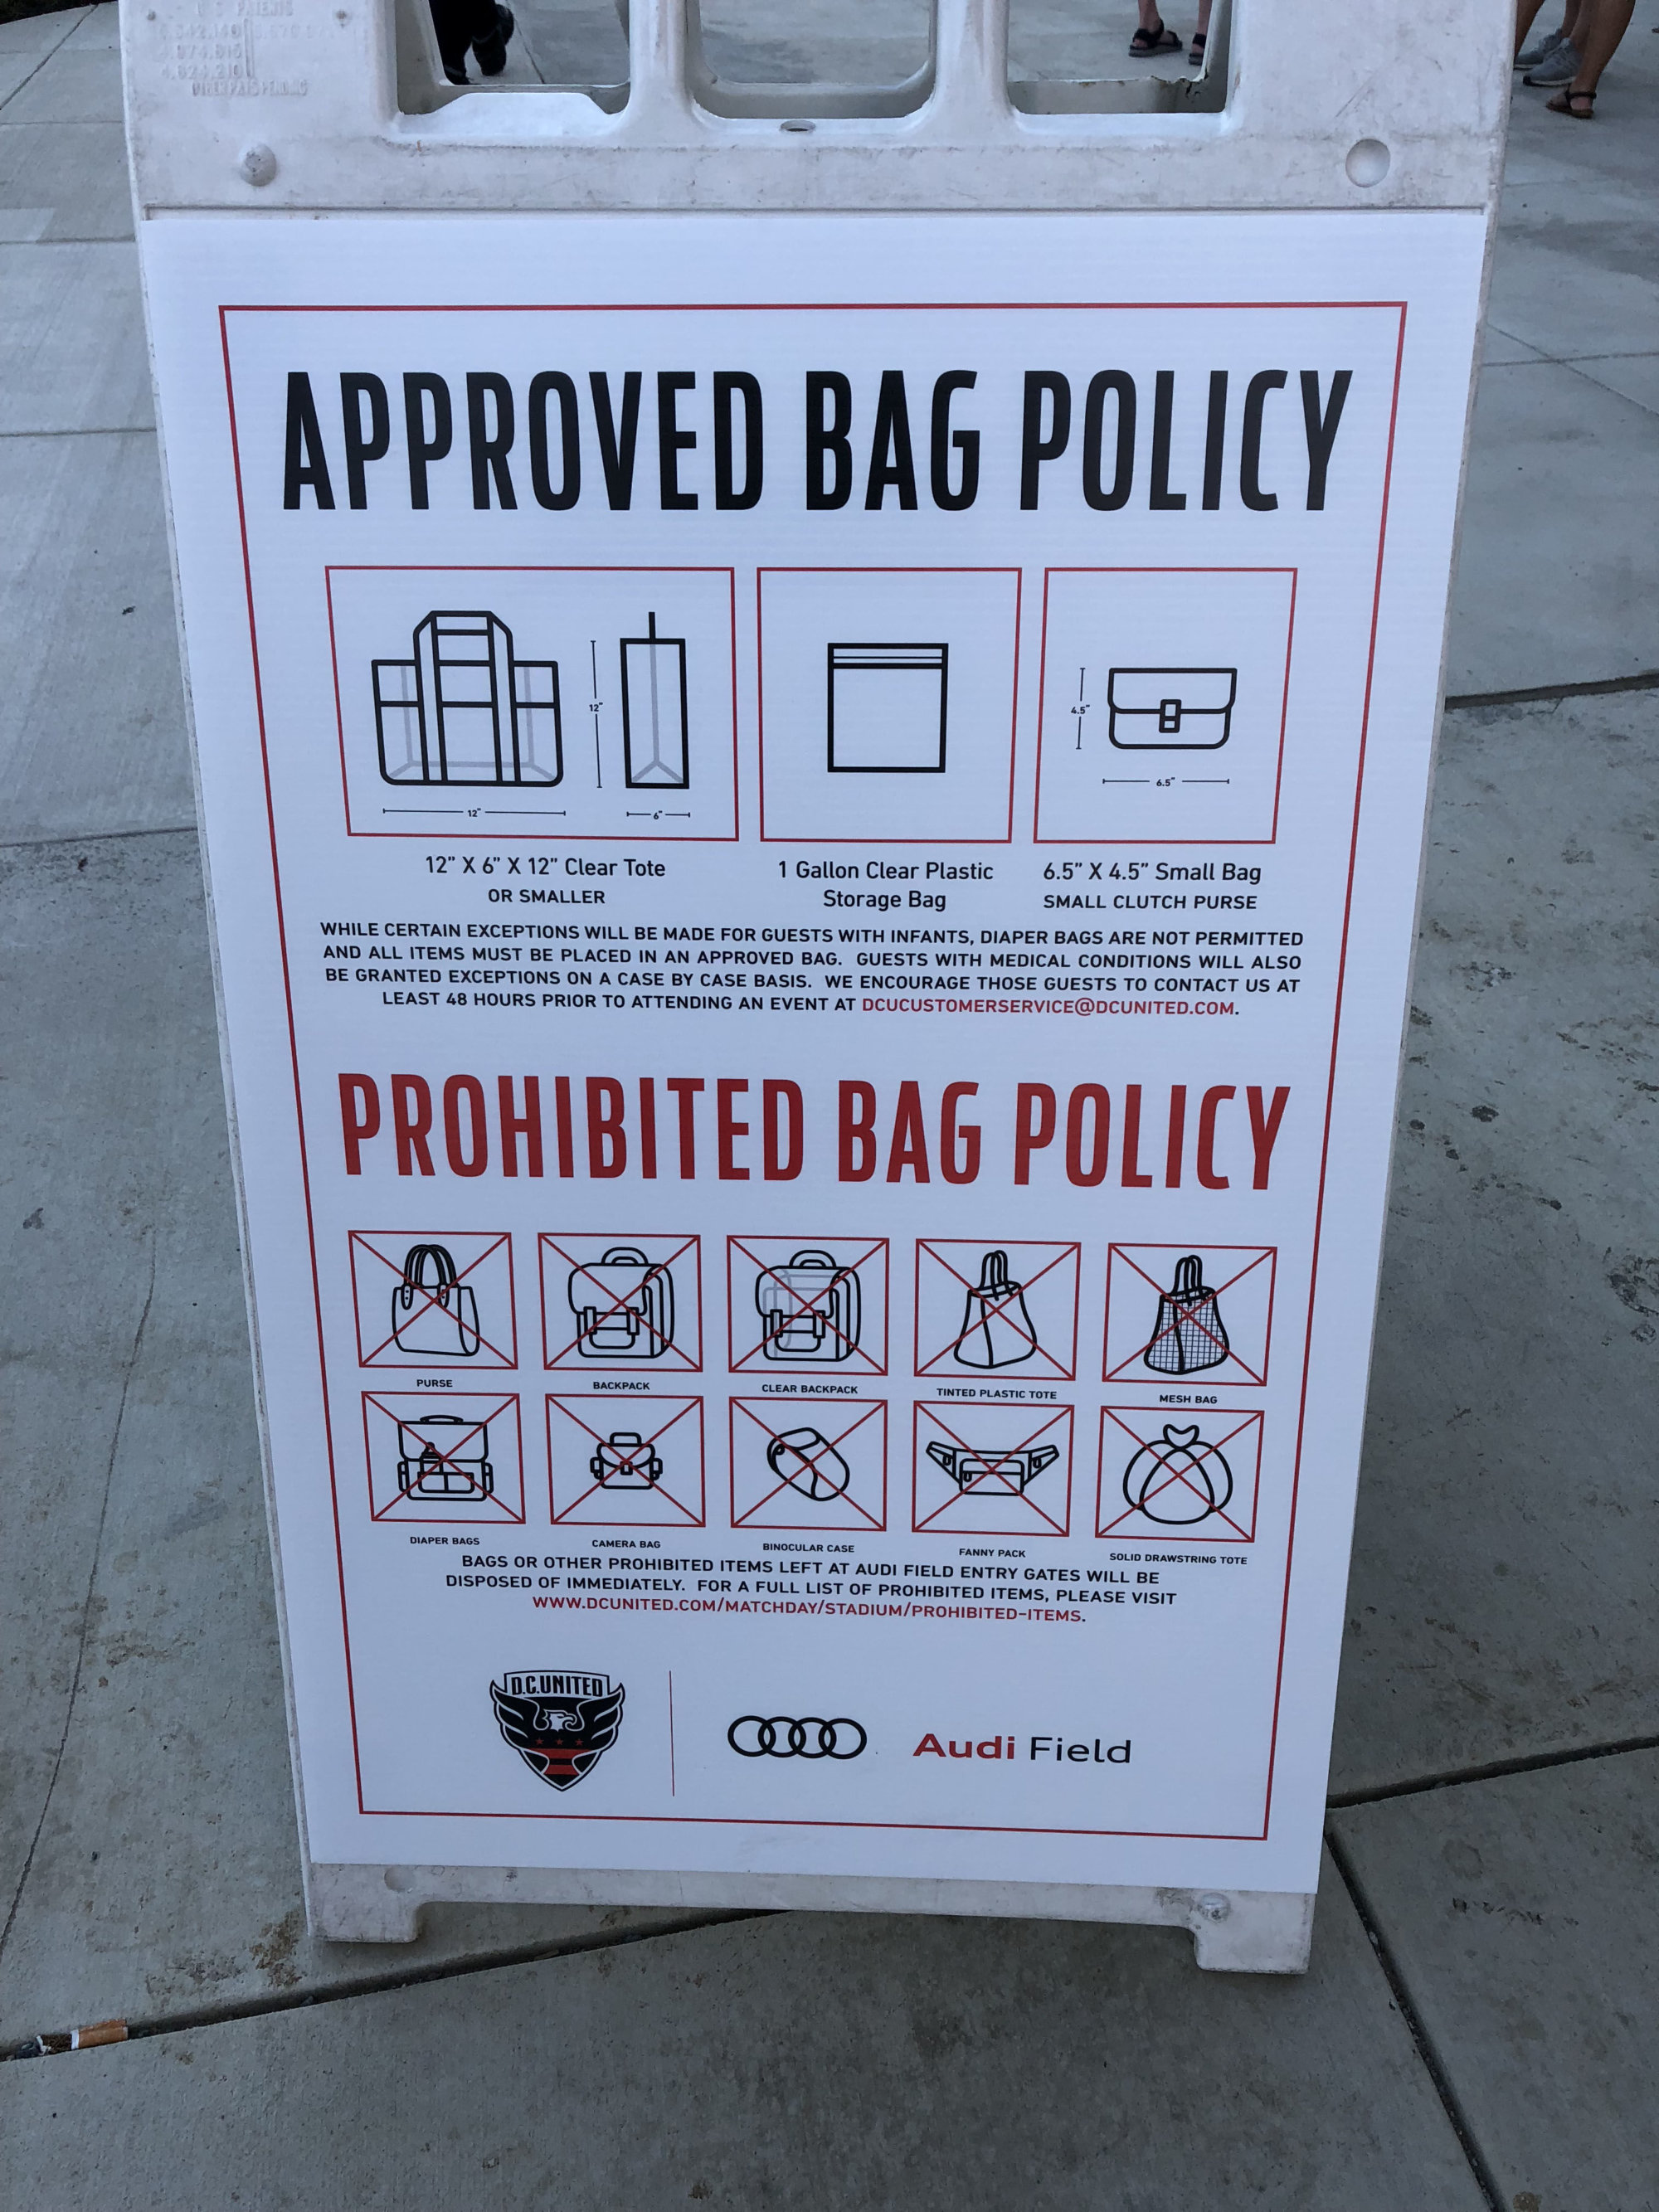 APPROVED BAG POLICY
12"
12"
6"
4.5"
6.5"
12" X 6" X 12" Clear Tote
OR SMALLER
1 Gallon Clear Plastic
Storage Bag
6.5" X 4.5" Small Bag
SMALL CLUTCH PURSE
WHILE CERTAIN EXCEPTIONS WILL BE MADE FOR GUESTS WITH INFANTS, DIAPER BAGS ARE NOT PERMITTED
AND ALL ITEMS MUST BE PLACED IN AN APPROVED BAG. GUESTS WITH MEDICAL CONDITIONS WILL ALSO
BE GRANTED EXCEPTIONS ON A CASE BY CASE BASIS. WE ENCOURAGE THOSE GUESTS TO CONTACT US AT
LEAST 48 HOURS PRIOR TO ATTENDING AN EVENT AT DCUCUSTOMERSERVICE@DCUNITED.COM.
PROHIBITED BAG POLICY
PURSE
BACKPACK
CLEAR BACKPACK
TINTED PLASTIC TOTE
MESH BAG
DIAPER BAGS
CAMERA BAG
BINOCULAR CASE
FANNY PACK
SOLID DRAWSTRING TOTE
BAGS OR OTHER PROHIBITED ITEMS LEFT AT AUDI FIELD ENTRY GATES WILL BE
DISPOSED OF IMMEDIATELY. FOR A FULL LIST OF PROHIBITED ITEMS, PLEASE VISIT
WWW.DCUNITED.COM/MATCHDAY/STADIUM/PROHIBITED-ITEMS.
D.C.UNITED
Audi Field